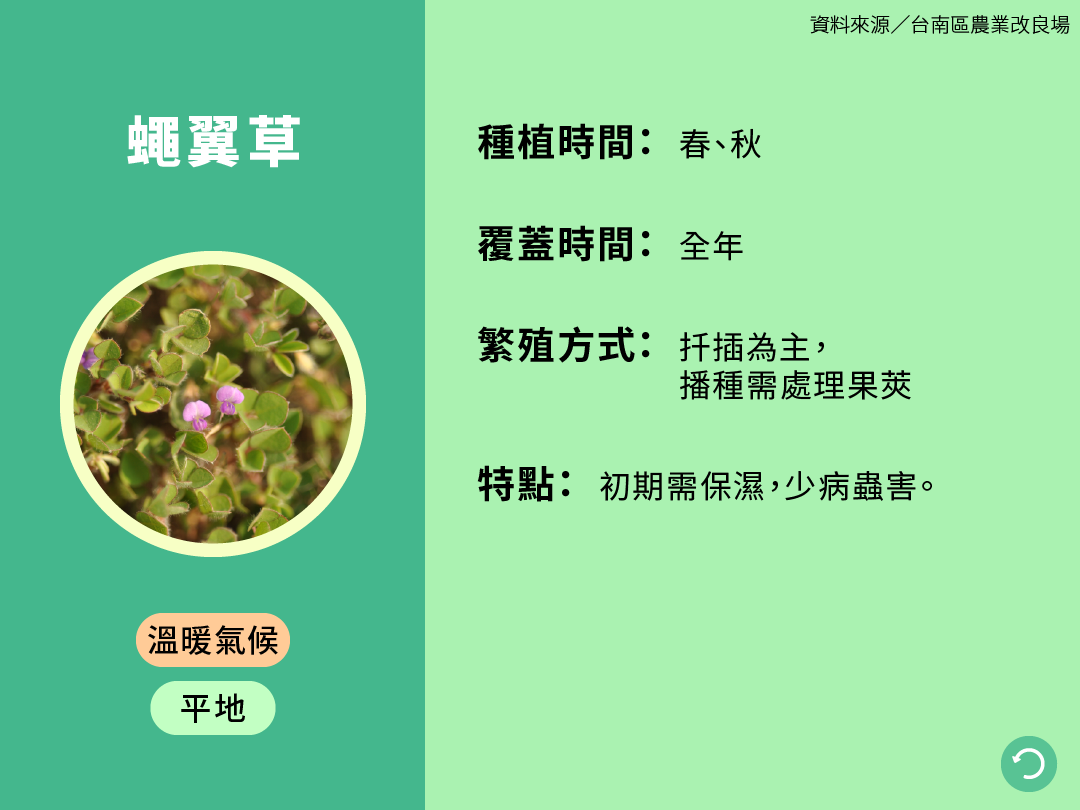 資料來源／台南區農業改良場
蠅翼草
溫暖氣候
平地
種植時間：春、秋
覆蓋時間：全年
繁殖方式：扦插為主，
播種需處理果莢
特點：初期需保濕，少病蟲害。